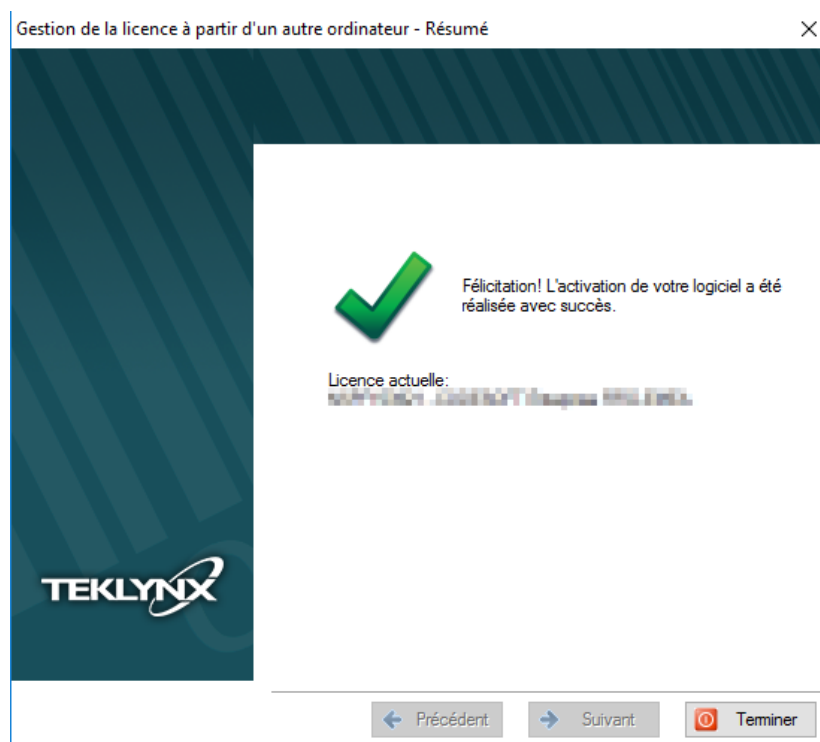 Gestion de la licence à partir d'un autre ordinateur - Résumé
Félicitation! L'activation de votre logiciel a été
réalisée avec succès.
Licence actuelle:
TEKLYNX
Précédent
Suivant
Terminer